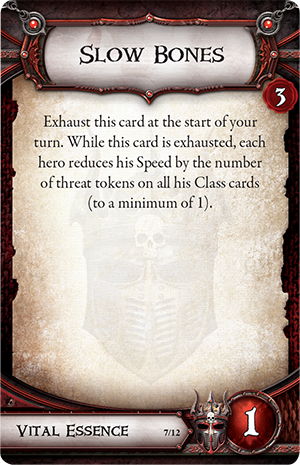 Slow Bones
3
Exhaust this card at the start of your
turn. While this card is exhausted, each
hero reduces his Speed by the number
of threat tokens on all his Class cards
(to a minimum of 1).
Vital Essence
7/12
1